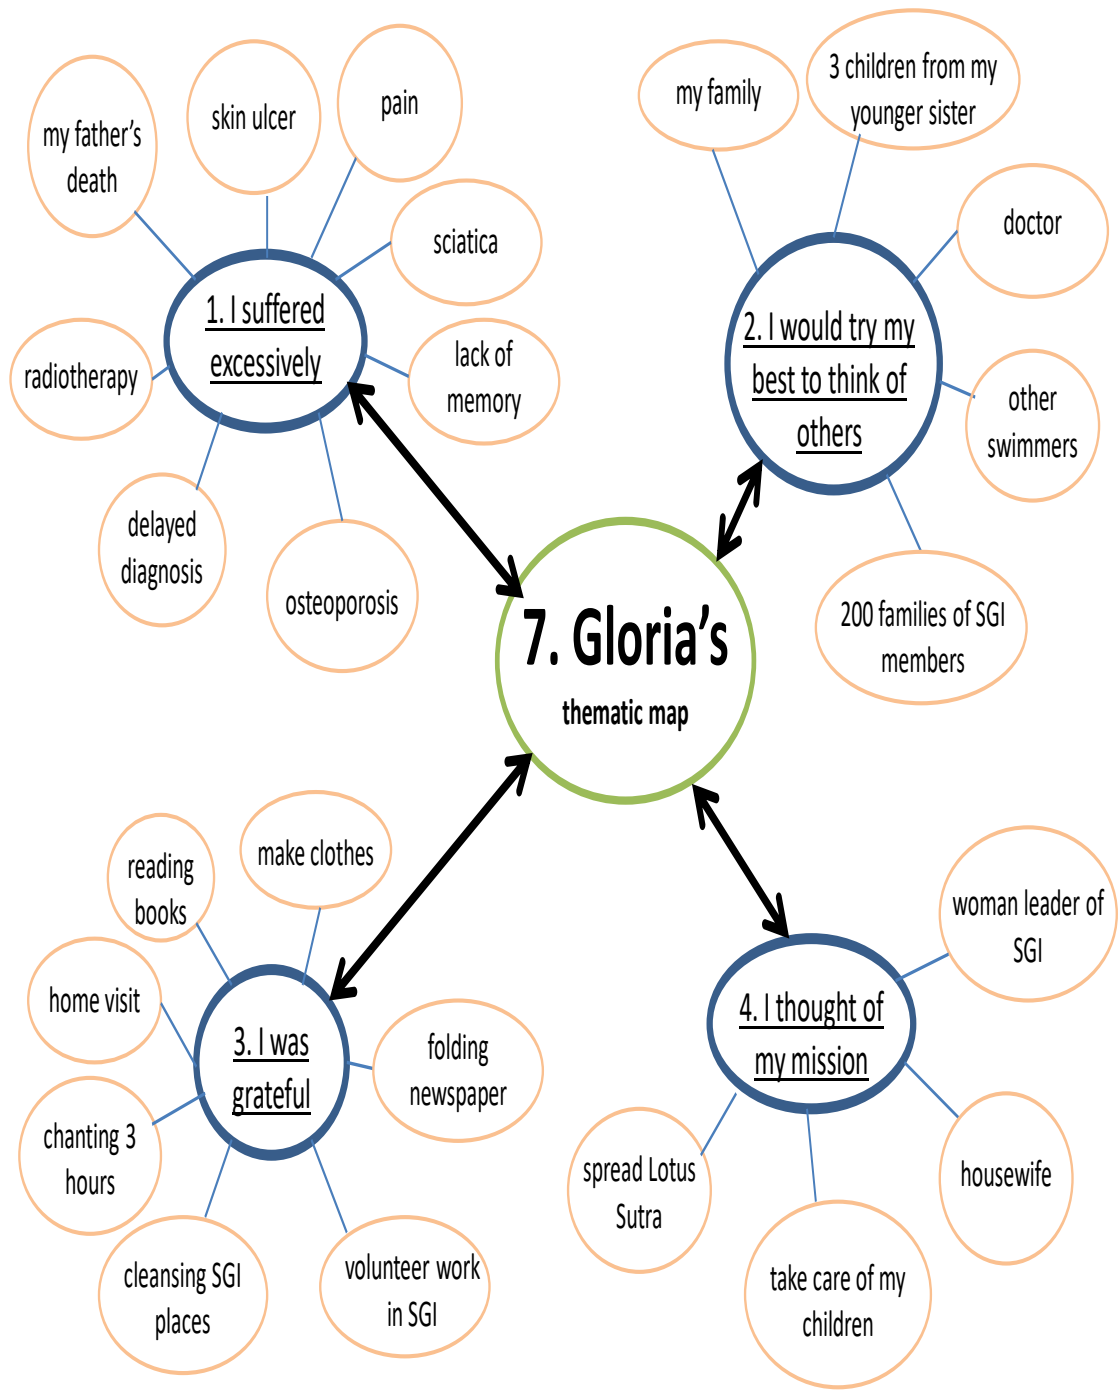 my father's
death
skin ulcer
pain
sciatica
lack of
memory
osteoporosis
delayed
diagnosis
radiotherapy
1. I suffered
excessively
my family
3 children from my
younger sister
doctor
other
swimmers
200 families of SGI
members
2. I would try my
best to think of
others
7. Gloria's
thematic map
reading
books
make clothes
home visit
folding
newspaper
chanting 3
hours
cleansing SGI
places
volunteer work
in SGI
3. I was
grateful
woman leader of
SGI
4. I thought of
my mission
housewife
spread Lotus
Sutra
take care of my
children